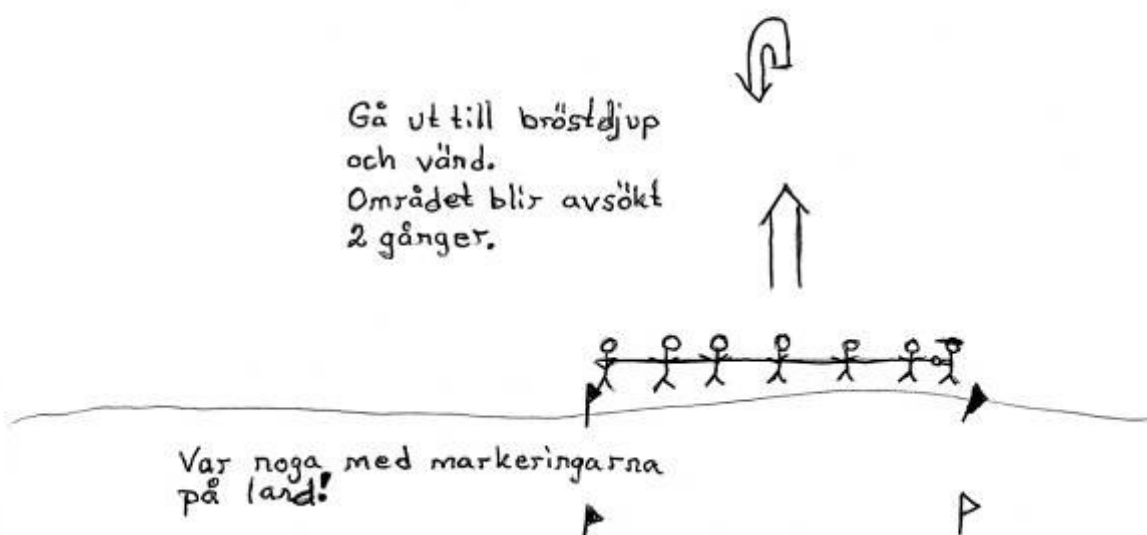 Gå ut till bröstdjup
och vänd.
Området blir avsökt
2 gånger.
Var noga med markeringarna
på land!